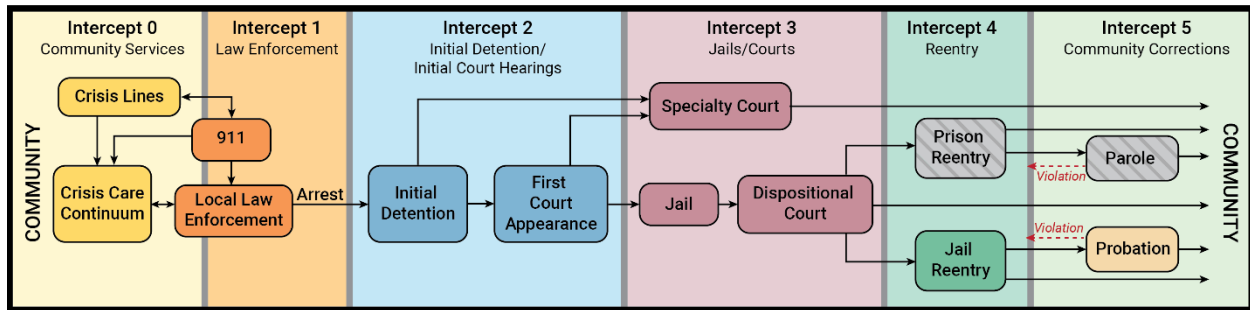 Intercept 0
Community Services
Intercept 1
Law Enforcement
Intercept 2
Initial Detention/
Initial Court Hearings
Intercept 3
Jails/Courts
Intercept 4
Reentry
Intercept 5
Community Corrections
COMMUNITY
Crisis Lines
911
Crisis Care
Continuum
Local Law
Enforcement
Arrest
Initial
Detention
First
Court
Appearance
Specialty Court
Jail
Dispositional
Court
Prison
Reentry
Violation
Parole
Jail
Reentry
Violation
Probation
COMMUNITY